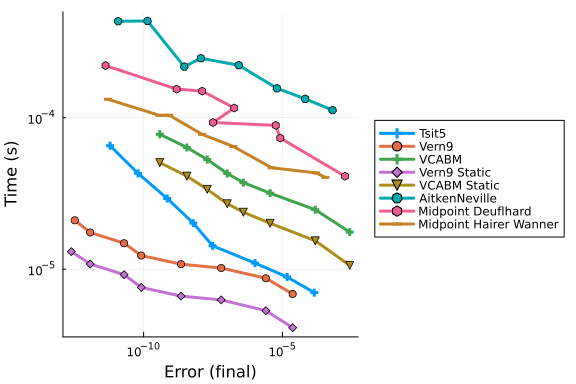 Time (s)
10⁻⁴
10⁻⁵
10⁻¹⁰
10⁻⁵
Error (final)
Tsit5
Vern9
VCABM
Vern9 Static
VCABM Static
AitkenNeville
Midpoint Deuflhard
Midpoint Hairer Wanner